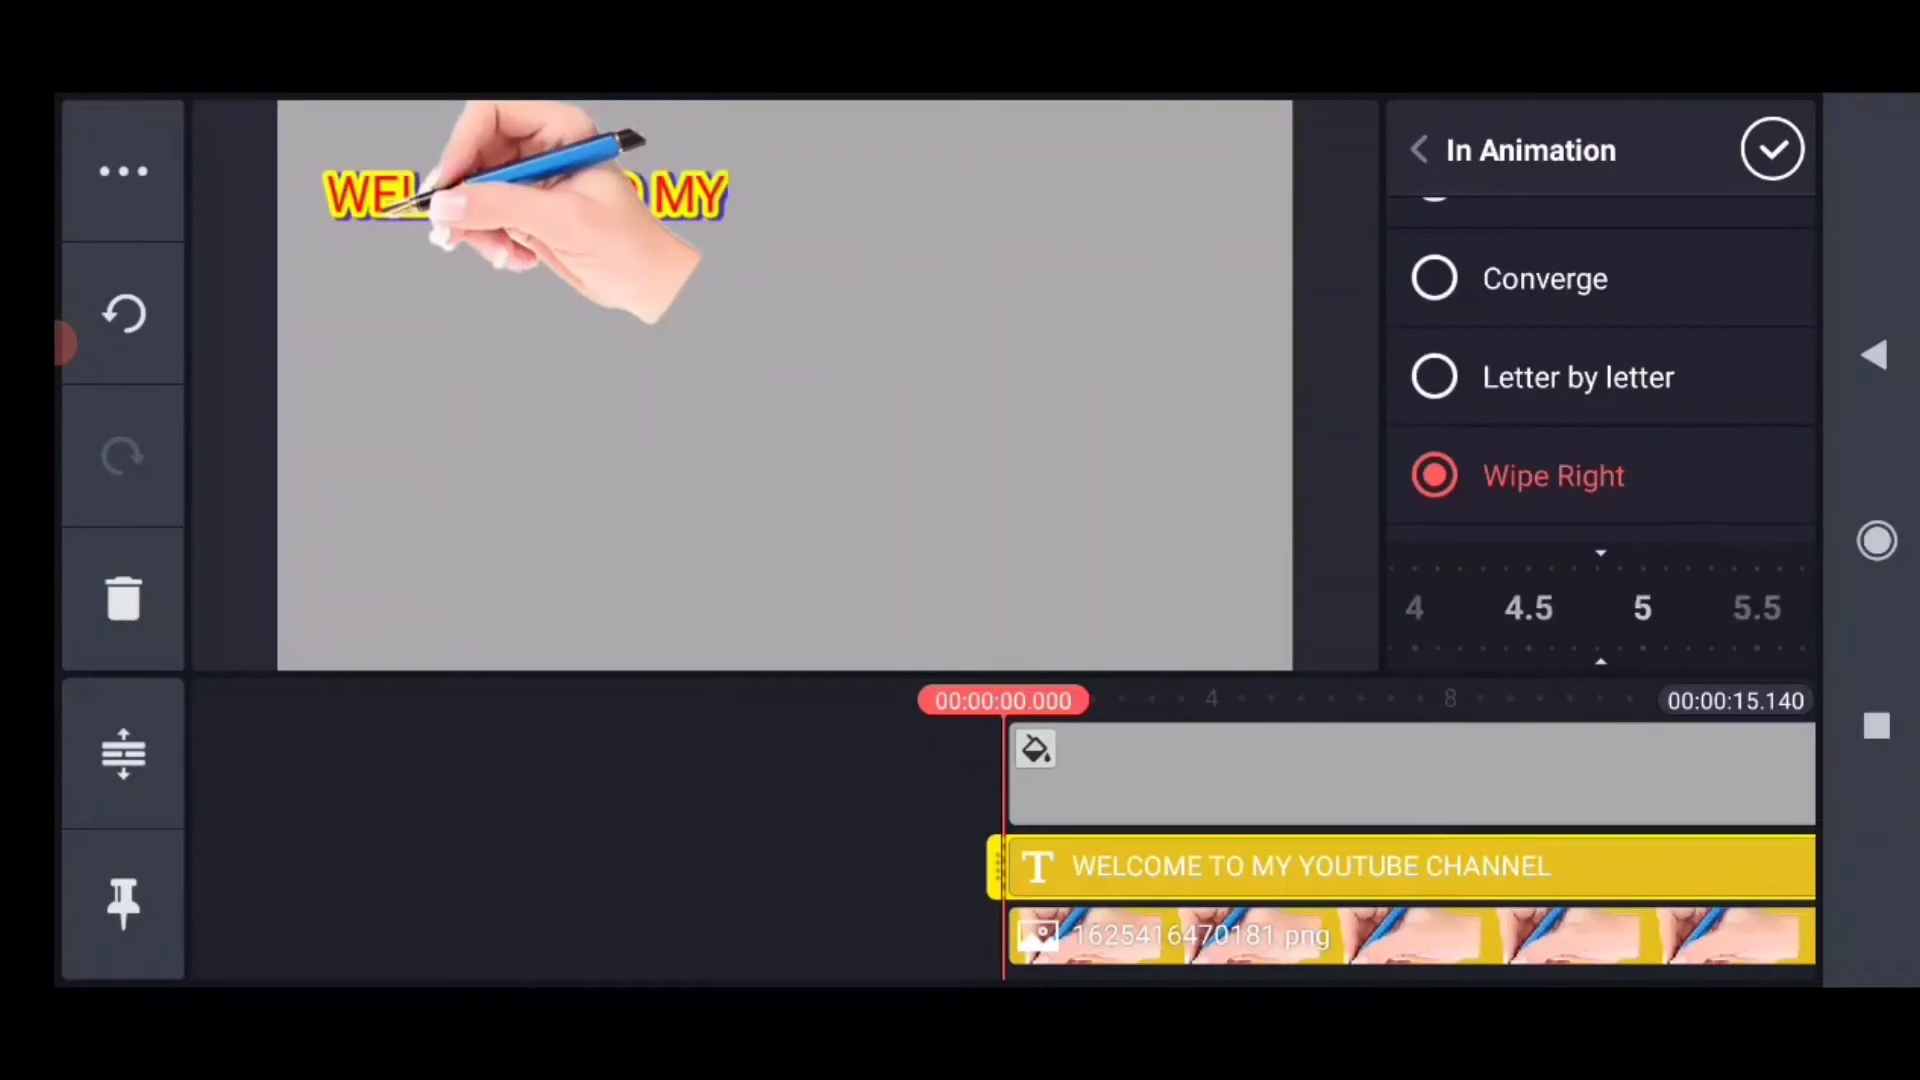 In Animation
WEL O MY
Converge
Letter by letter
Wipe Right
4 4.5 5 5.5
00:00:00.000 4 8 00:00:15.140
T WELCOME TO MY YOUTUBE CHANNEL
1625416470181 png